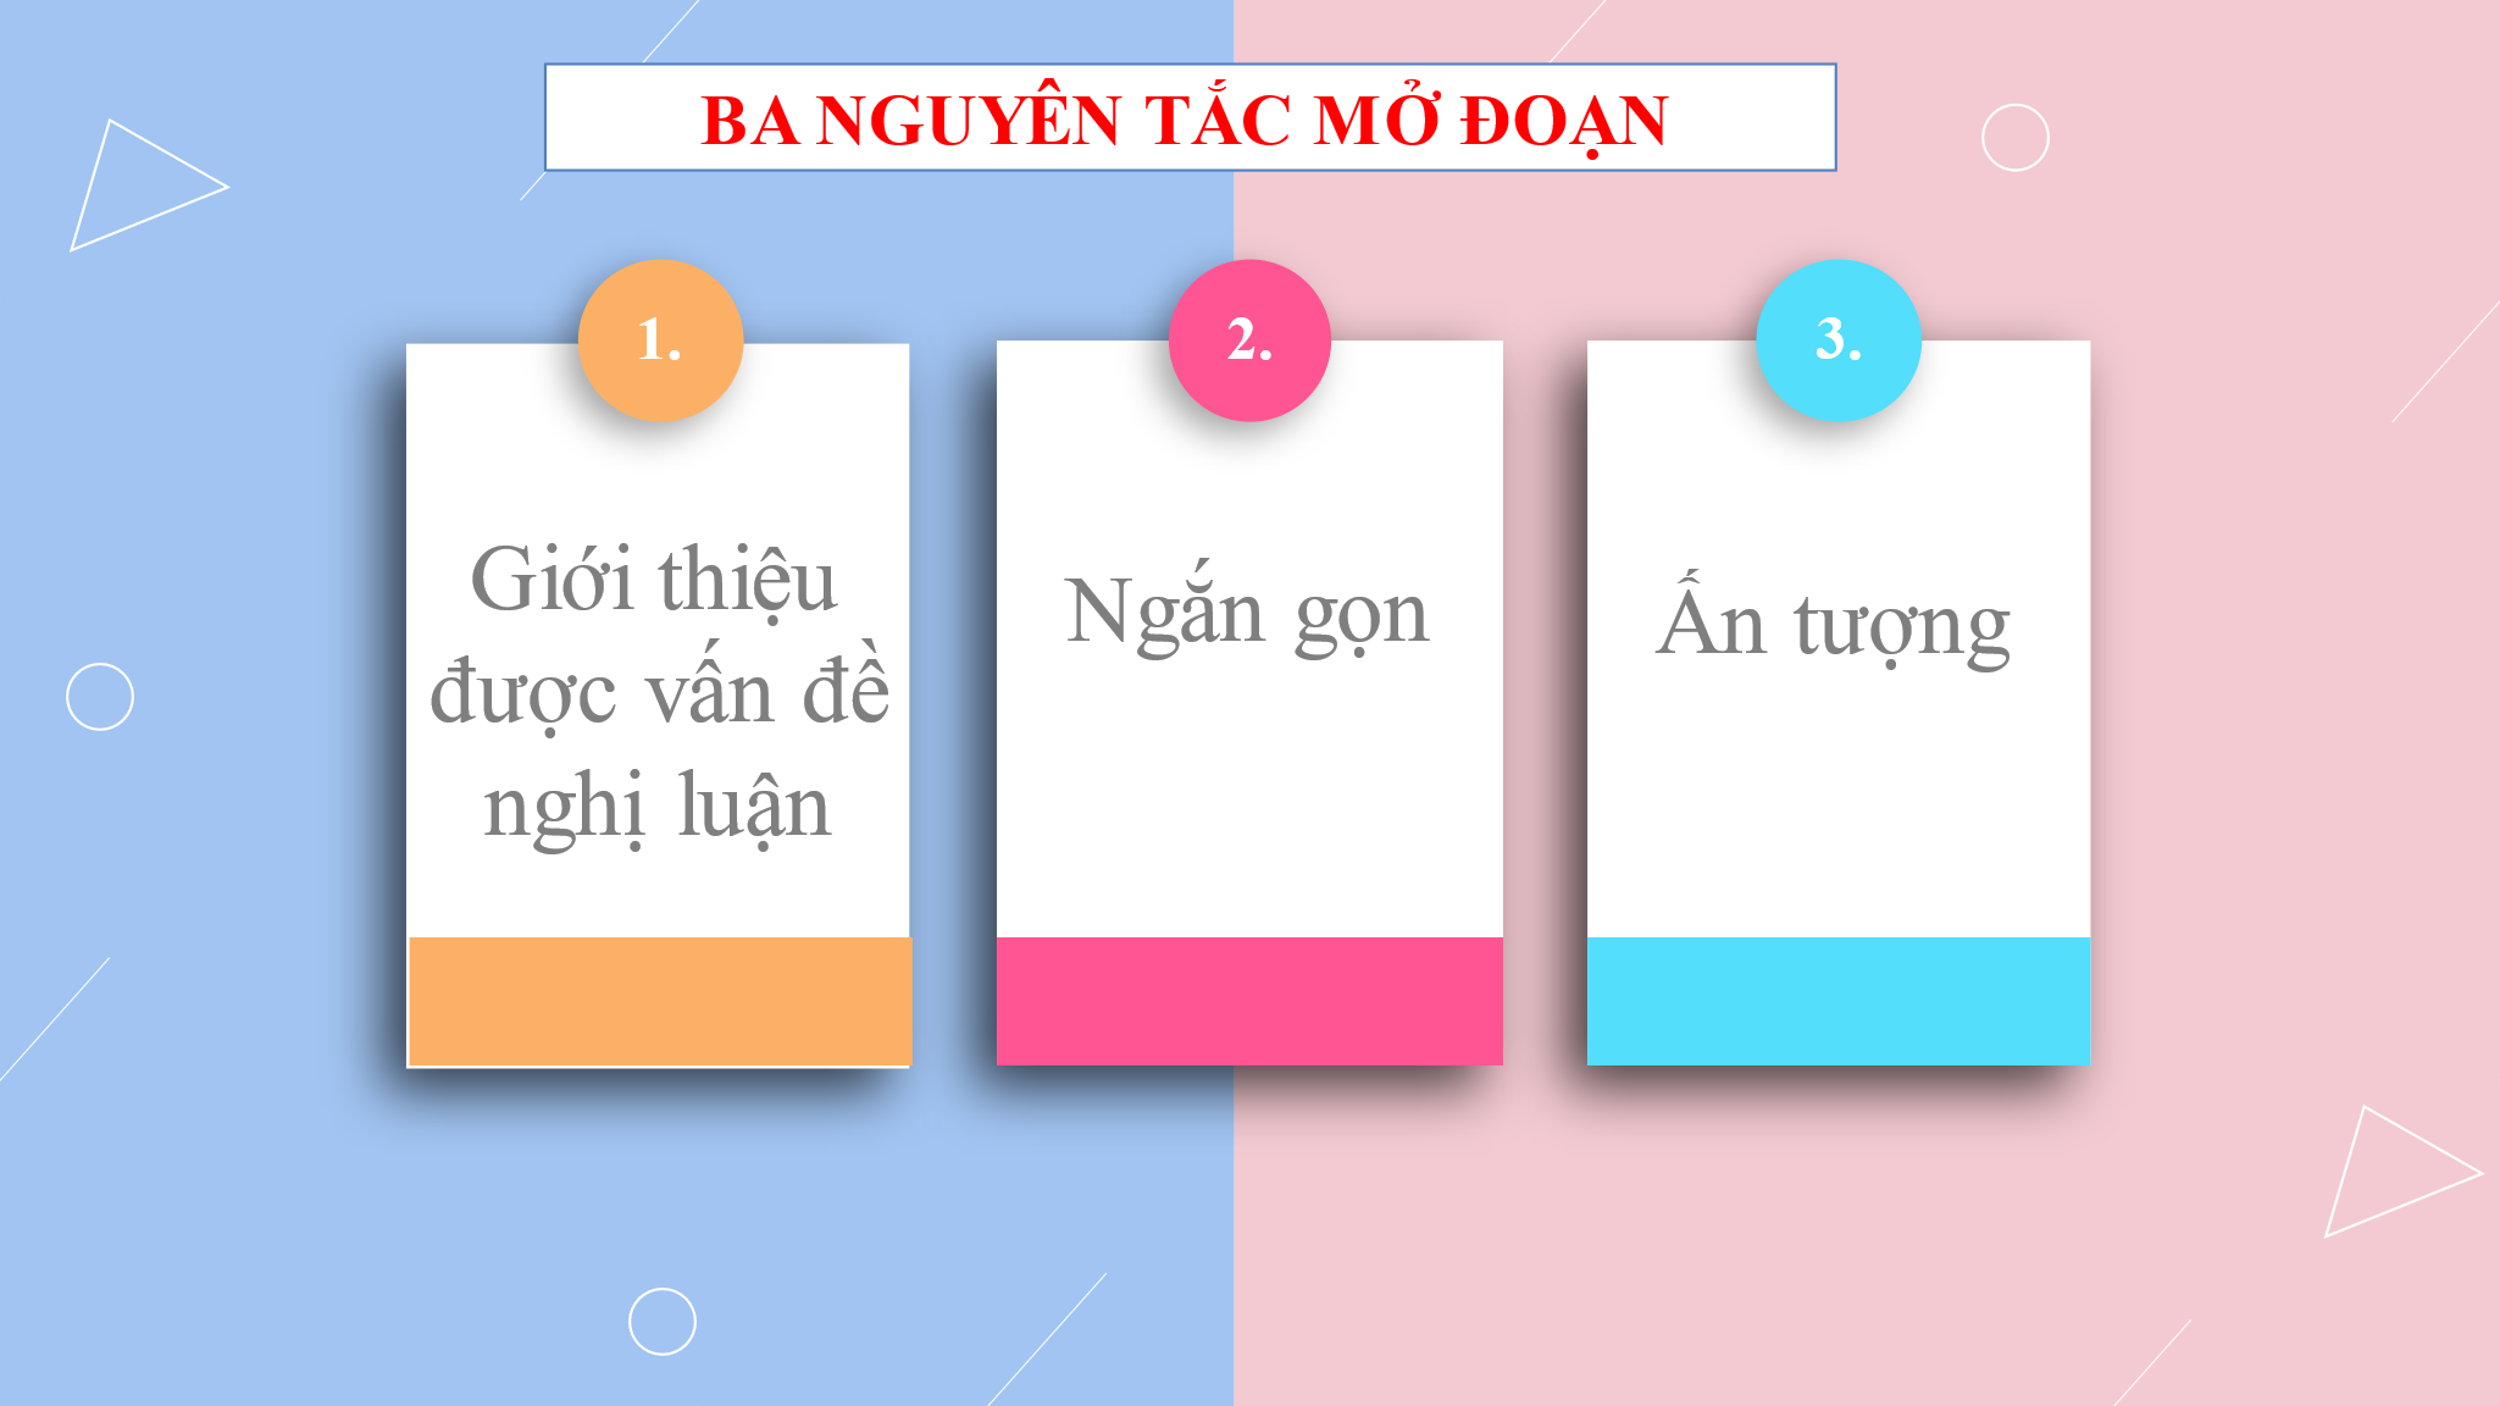 BA NGUYÊN TẮC MỞ ĐOẠN
1.
Giới thiệu
được vấn đề
nghị luận
2.
Ngắn gọn
3.
Ấn tượng